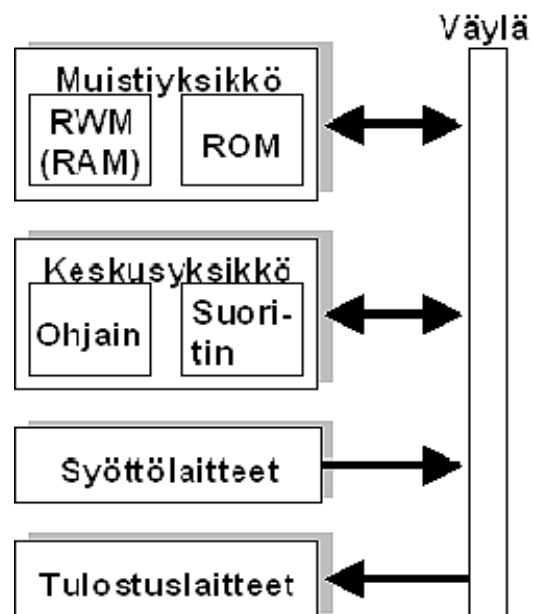 Väylä
Muistiyksikkö
RWM
(RAM)
ROM
Keskusyksikkö
Ohjain
Suori-
tin
Syöttölaitteet
Tulostuslaitteet